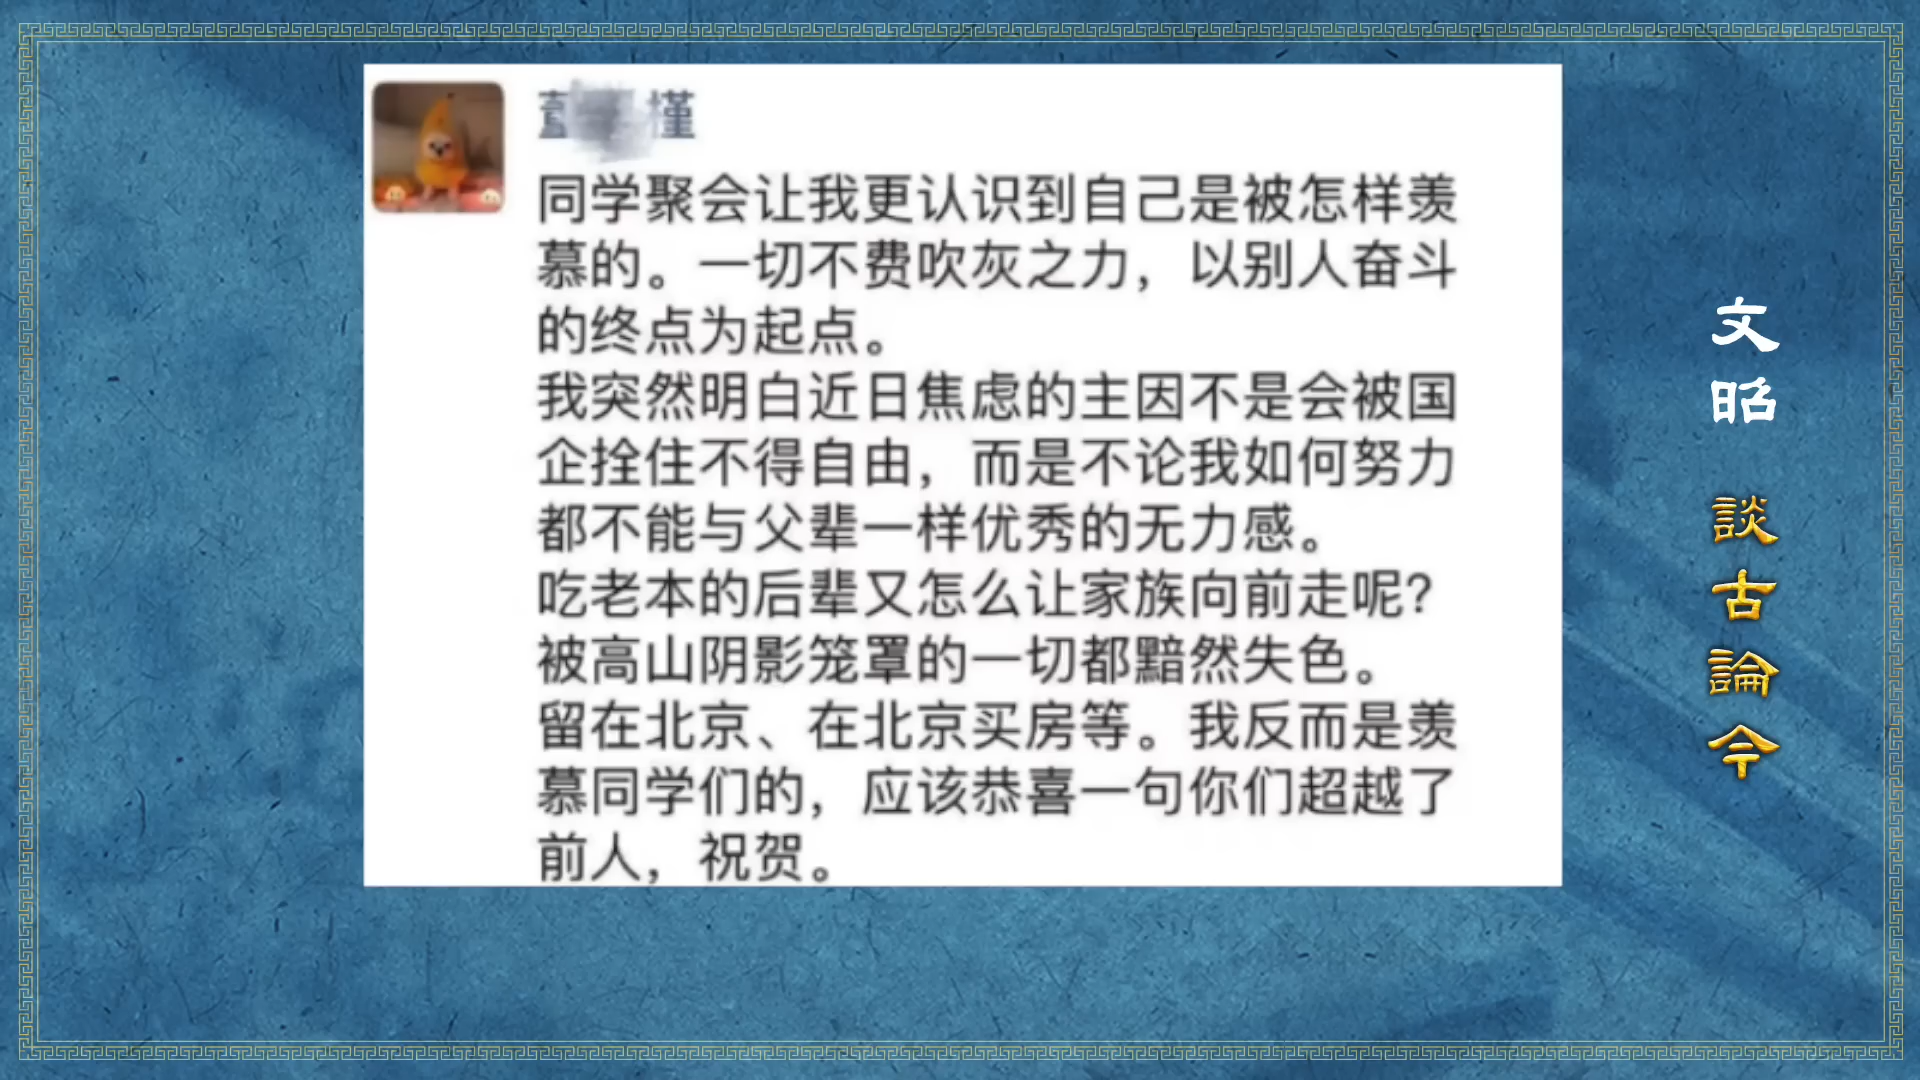 同学聚会让我更认识到自己是被怎样羡
慕的。一切不费吹灰之力，以别人奋斗
的终点为起点。
我突然明白近日焦虑的主因不是会被国
企拴住不得自由，而是不论我如何努力
都不能与父辈一样优秀的无力感。
吃老本的后辈又怎么让家族向前走呢？
被高山阴影笼罩的一切都黯然失色。
留在北京、在北京买房等。我反而是羡
慕同学们的，应该恭喜一句你们超越了
前人，祝贺。
文昭
談古論今